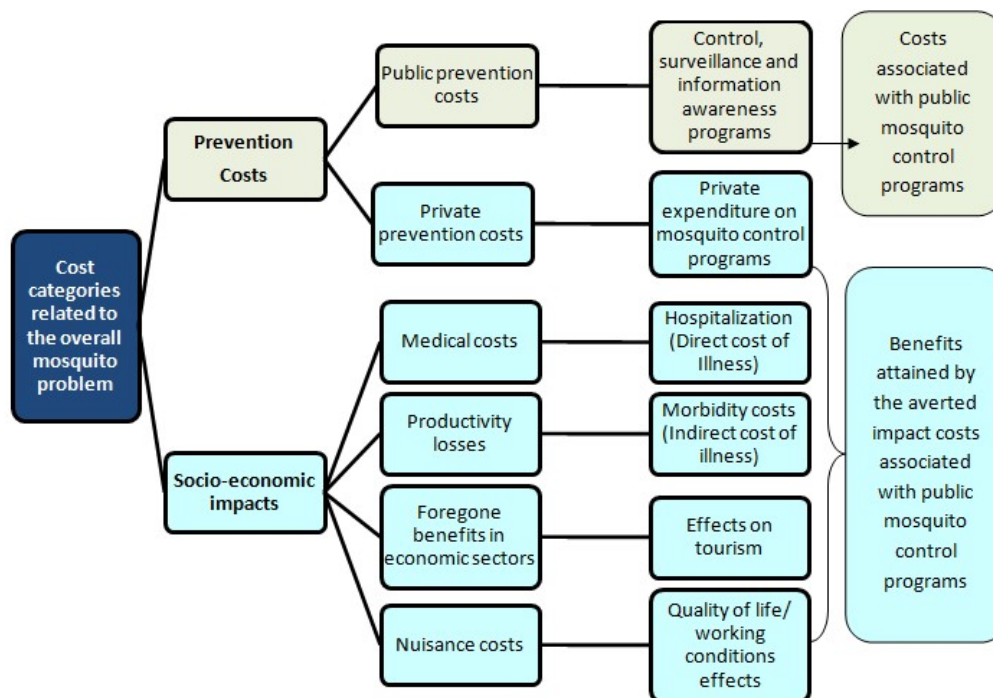 Cost
categories
related to
the overall
mosquito
problem
Prevention
Costs
Socio-economic
impacts
Public prevention
costs
Private
prevention costs
Medical costs
Productivity
losses
Foregone
benefits in
economic sectors
Nuisance costs
Control,
surveillance and
information
awareness
programs
Private
expenditure on
mosquito control
programs
Hospitalization
(Direct cost of
Illness)
Morbidity costs
(Indirect cost of
illness)
Effects on
tourism
Quality of life/
working
conditions
effects
Costs
associated
with public
mosquito
control
programs
Benefits
attained by
the averted
impact costs
associated
with public
mosquito
control
programs